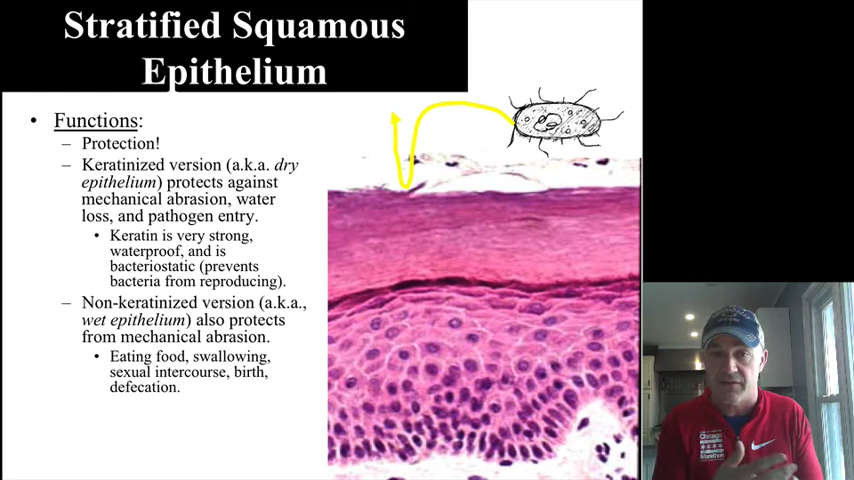 Stratified Squamous
Epithelium
• Functions:
– Protection!
– Keratinized version (a.k.a. dry
epithelium) protects against
mechanical abrasion, water
loss, and pathogen entry.
• Keratin is very strong,
waterproof, and is
bacteriostatic (prevents
bacteria from reproducing).
– Non-keratinized version (a.k.a.,
wet epithelium) also protects
from mechanical abrasion.
• Eating food, swallowing,
sexual intercourse, birth,
defecation.
Chicago
Marathon